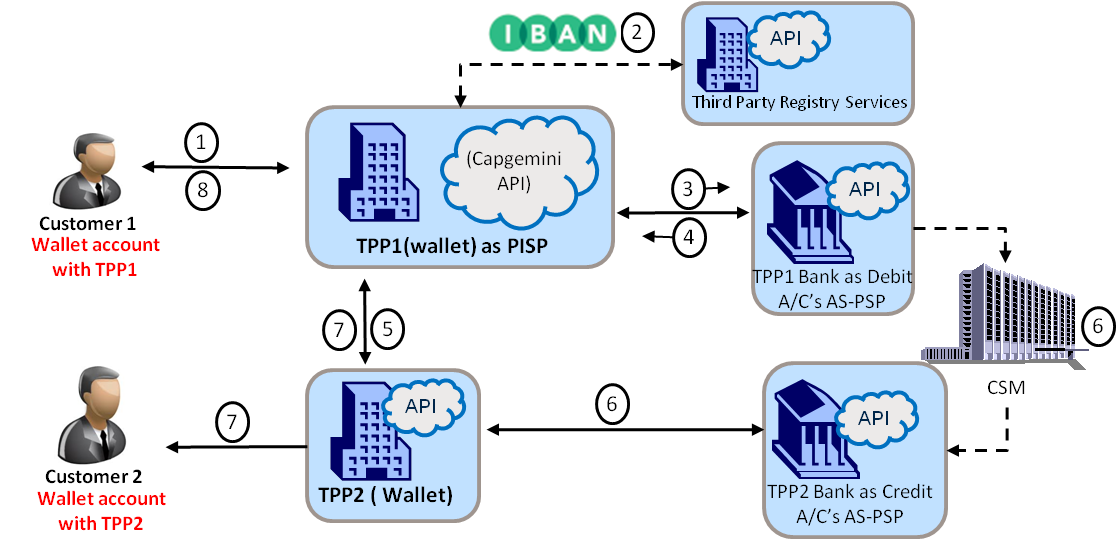 IBAN
2
API
Third Party Registry Services
1
8
Customer 1
Wallet account
with TPP1
(Capgemini
API)
TPP1(wallet) as PISP
3
4
API
TPP1 Bank as Debit
A/C’s AS-PSP
6
CSM
7
5
API
TPP2 ( Wallet)
6
API
TPP2 Bank as Credit
A/C’s AS-PSP
7
Customer 2
Wallet account
with TPP2